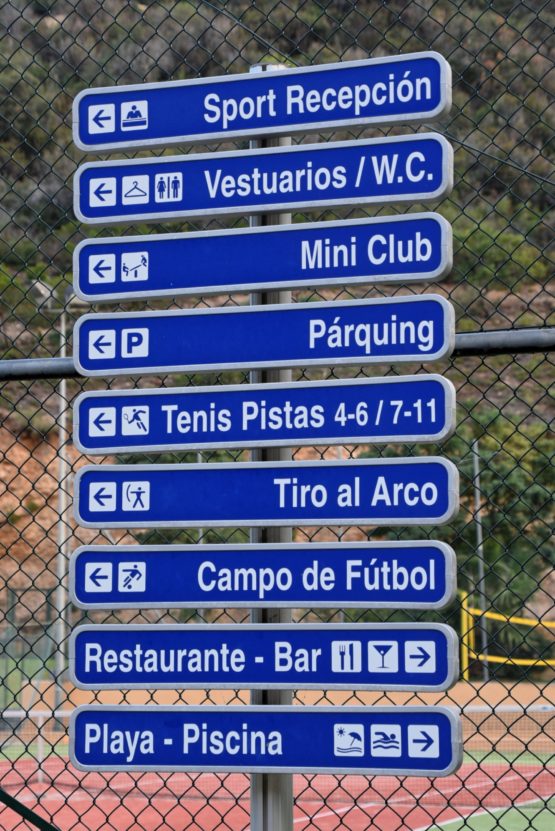 Sport Recepción
Vestuarios / W.C.
Mini Club
P Párquing
Tenis Pistas 4-6 / 7-11
Tiro al Arco
Campo de Fútbol
Restaurante - Bar
Playa - Piscina